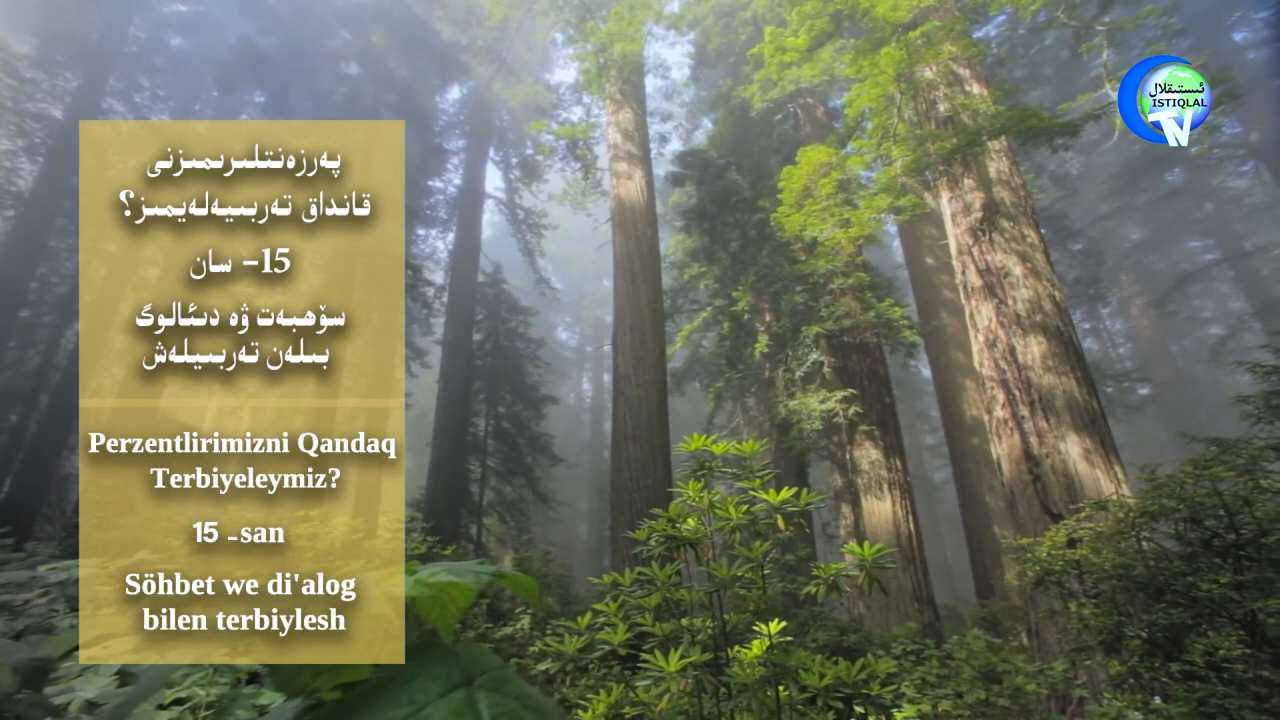 پەرزەنتلىرىمىزنى
قانداق تەربىيەلەيمىز؟
15- سان
سۆھبەت ۋە دىئالوگ
بىلەن تەربىيلەش
Perzentlirimizni Qandaq
Terbiyeleymiz?
15 -san
Söhbet we di'alog
bilen terbiylesh
ئىستىقلال
ISTIQLAL
TV